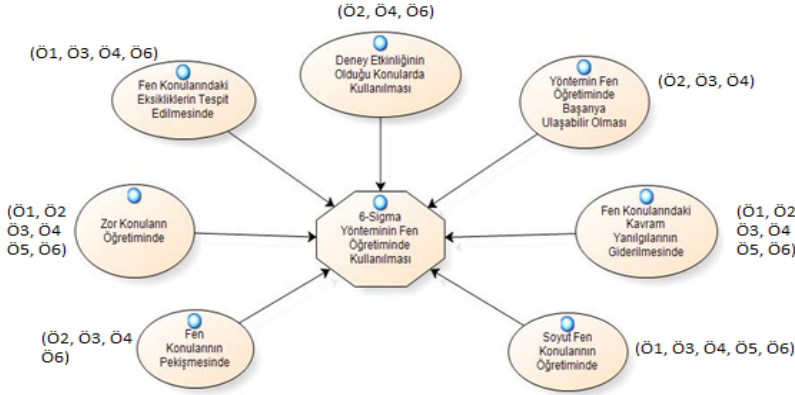 (Ö2, Ö4, Ö6)
Deney Etkinliğinin
Olduğu Konularda
Kullanılması
(Ö1, Ö3, Ö4, Ö6)
Fen Konularındaki
Eksikliklerin Tespit
Edilmesinde
Yöntemin Fen
Öğretiminde
Başarıya
Ulaşabilir Olması
(Ö2, Ö3, Ö4)
(Ö1, Ö2
Ö3, Ö4
Ö5, Ö6)
Zor Konuların
Öğretiminde
6-Sigma
Yönteminin Fen
Öğretiminde
Kullanılması
Fen Konularındaki
Kavram
Yanılgılarının
Giderilmesinde
(Ö1, Ö2
Ö3, Ö4
Ö5, Ö6)
(Ö2, Ö3, Ö4
Ö6)
Fen
Konularının
Pekişmesinde
Soyut Fen
Konularının
Öğretiminde
(Ö1, Ö3, Ö4, Ö5, Ö6)